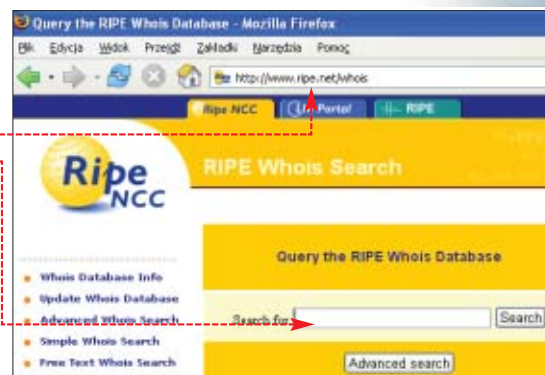 Query the RIPE Whois Database - Mozilla Firefox
Plik Edycja Widok Przejdź Zakładki Narzędzia Pomoc
http://www.ripe.net/whois
Ripe NCC LIR Portal RIPE
Ripe
NCC
RIPE Whois Search
Query the RIPE Whois Database
Whois Database Info
Update Whois Database
Advanced Whois Search
Search for Search
Simple Whois Search
Free Text Whois Search
Advanced search